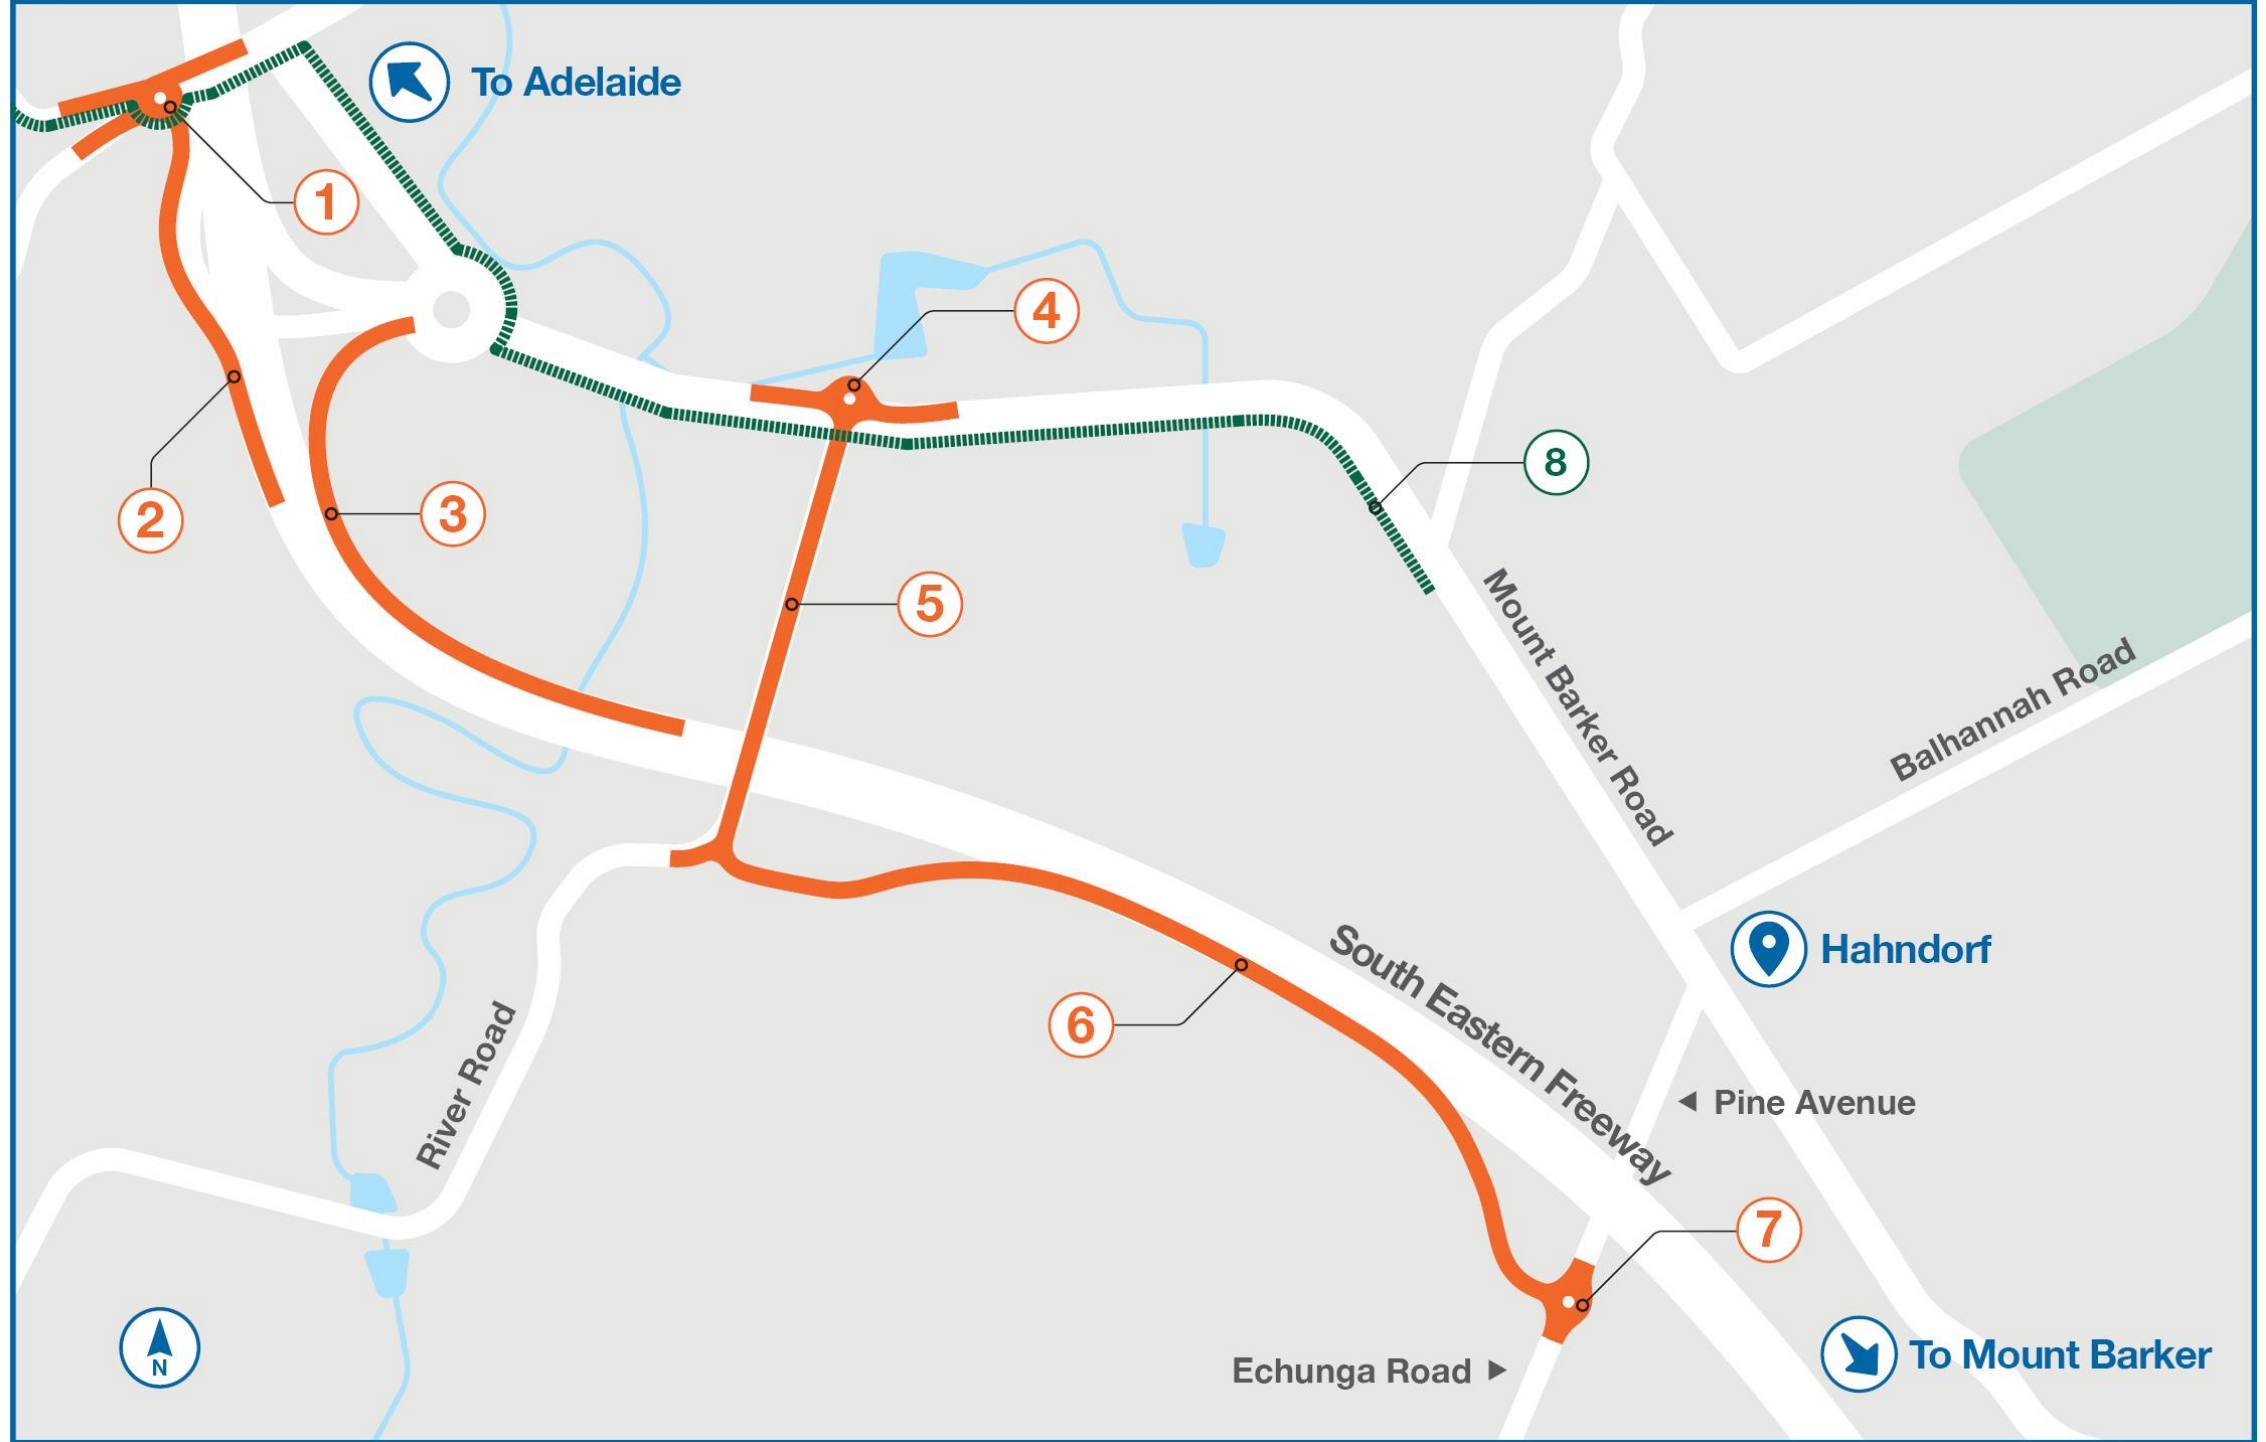 To Adelaide
1
4
8
2
3
5
Mount Barker Road
Balhannah Road
Hahndorf
South Eastern Freeway
6
River Road
◄ Pine Avenue
7
N
Echunga Road ►
To Mount Barker